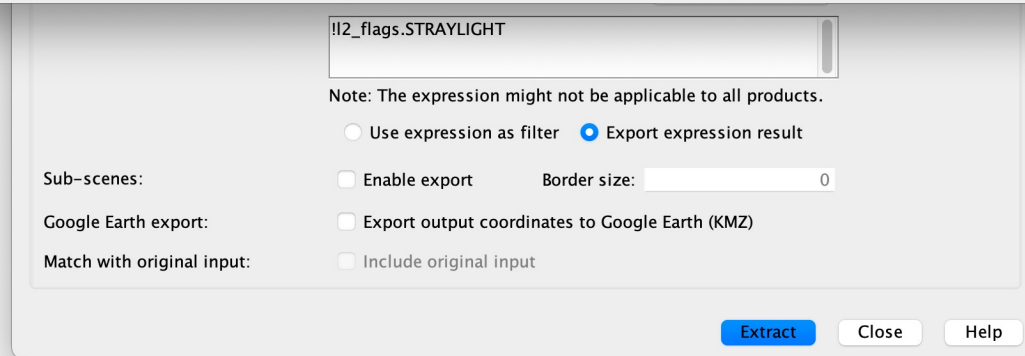 !l2_flags.STRAYLIGHT
Note: The expression might not be applicable to all products.
Use expression as filter Export expression result
Sub-scenes: Enable export Border size: 0
Google Earth export: Export output coordinates to Google Earth (KMZ)
Match with original input: Include original input
Extract Close Help